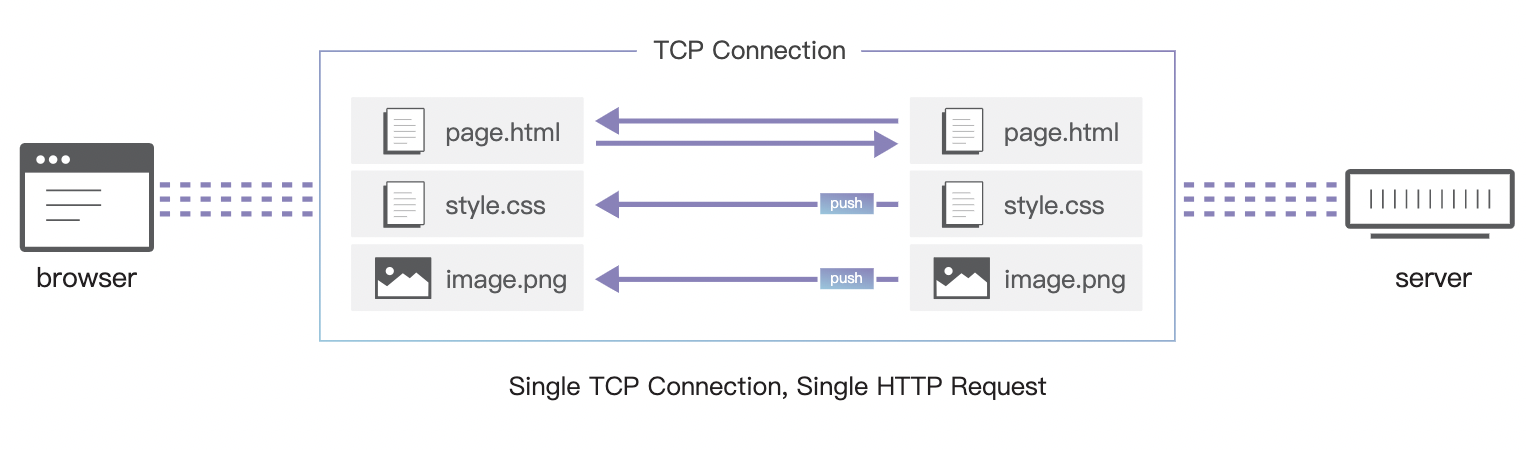 TCP Connection
page.html
page.html
style.css
push
style.css
image.png
push
image.png
browser
server
Single TCP Connection, Single HTTP Request